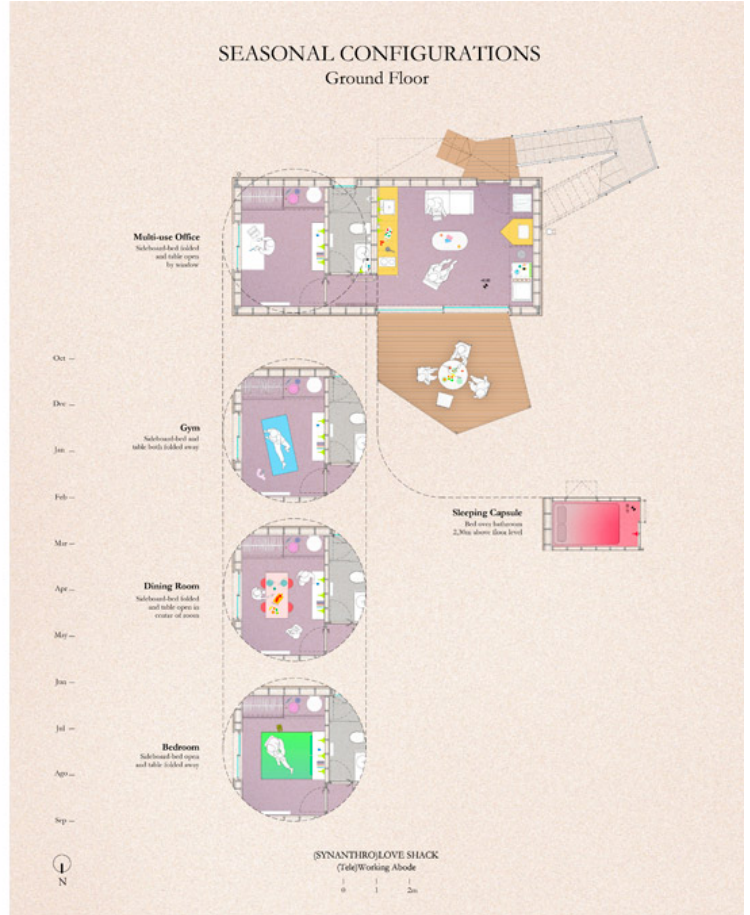 SEASONAL CONFIGURATIONS
Ground Floor
Multi-use Office
Sideboard-bed folded
and table open
by window
Oct
Dec
Gym
Sideboard-bed and
table both folded away
Jan
Feb
Sleeping Capsule
Bed over bathroom
2,30m above floor level
Mar
Dining Room
Sideboard-bed folded
and table open in
center of room
Apr
May
Jun
Jul
Bedroom
Sideboard-bed open
and table folded away
Ago
Sep
(SYNANTHRO)LOVE SHACK
(Tele)Working Abode
0 1 2m
N